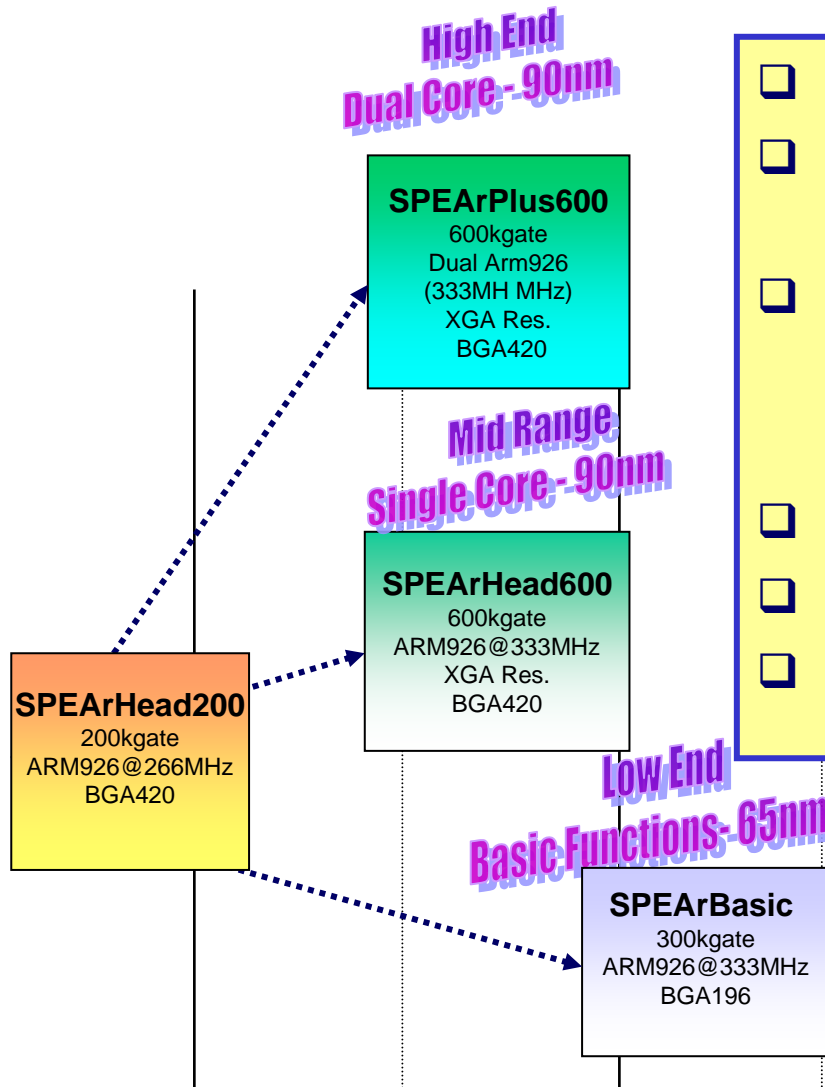 High End
Dual Core - 90nm
SPEArPlus600
600kgate
Dual Arm926
(333MH MHz)
XGA Res.
BGA420
Mid Range
Single Core - 90nm
SPEArHead600
600kgate
ARM926@333MHz
XGA Res.
BGA420
SPEArHead200
200kgate
ARM926@266MHz
BGA420
Low End
Basic Functions- 65nm
SPEArBasic
300kgate
ARM926@333MHz
BGA196